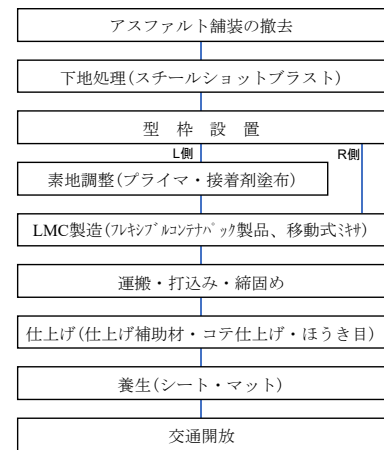 アスファルト舗装の撤去
下地処理(スチールショットブラスト)
型　枠　設　置
L側
R側
素地調整(プライマ・接着剤塗布)
LMC製造(ﾌﾚｷｼﾌﾞﾙｺﾝﾃﾅﾊﾞｯｸ製品、移動式ﾐｷｻ)
運搬・打込み・締固め
仕上げ(仕上げ補助材・コテ仕上げ・ほうき目)
養生(シート・マット)
交通開放